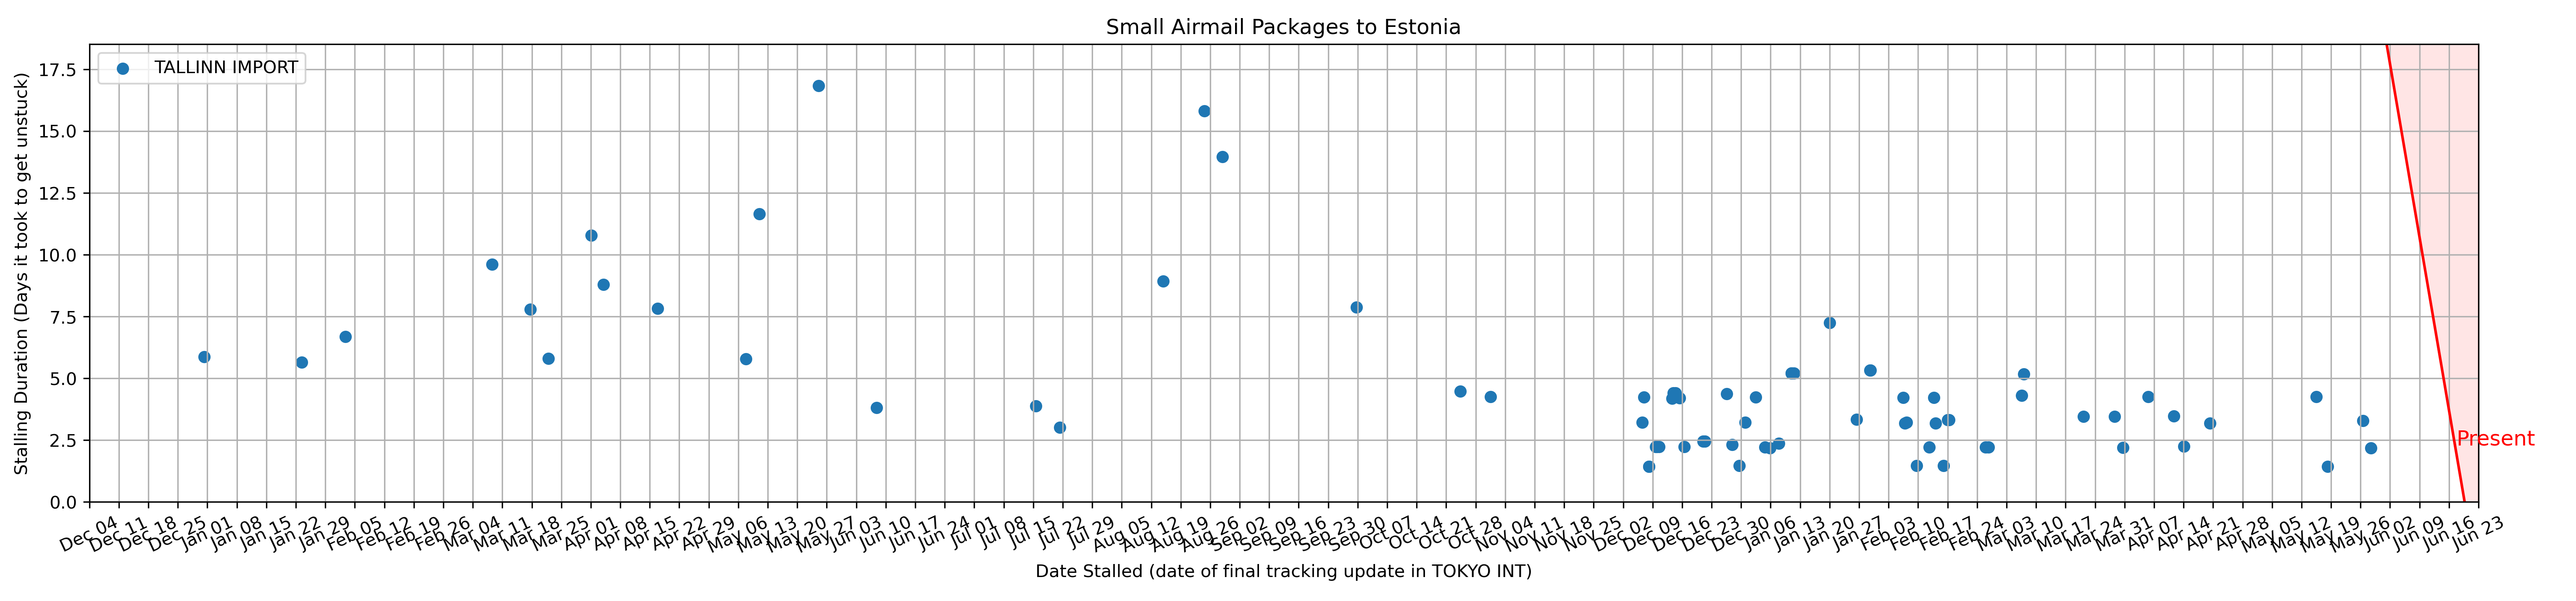 Small Airmail Packages to Estonia
TALLINN IMPORT
Stalling Duration (Days it took to get unstuck)
17.5
15.0
12.5
10.0
7.5
5.0
2.5
0.0
Present
Dec 04 Dec 11 Dec 18 Dec 25 Jan 01 Jan 08 Jan 15 Jan 22 Jan 29 Feb 05 Feb 12 Feb 19 Feb 26 Mar 04 Mar 11 Mar 18 Mar 25 Apr 01 Apr 08 Apr 15 Apr 22 Apr 29 May 06 May 13 May 20 May 27 Jun 03 Jun 10 Jun 17 Jun 24 Jul 01 Jul 08 Jul 15 Jul 22 Jul 29 Aug 05 Aug 12 Aug 19 Aug 26 Sep 02 Sep 09 Sep 16 Sep 23 Sep 30 Oct 07 Oct 14 Oct 21 Oct 28 Nov 04 Nov 11 Nov 18 Nov 25 Dec 02 Dec 09 Dec 16 Dec 23 Dec 30 Jan 06 Jan 13 Jan 20 Jan 27 Feb 03 Feb 10 Feb 17 Feb 24 Mar 03 Mar 10 Mar 17 Mar 24 Mar 31 Apr 07 Apr 14 Apr 21 Apr 28 May 05 May 12 May 19 May 26 Jun 02 Jun 09 Jun 16 Jun 23
Date Stalled (date of final tracking update in TOKYO INT)